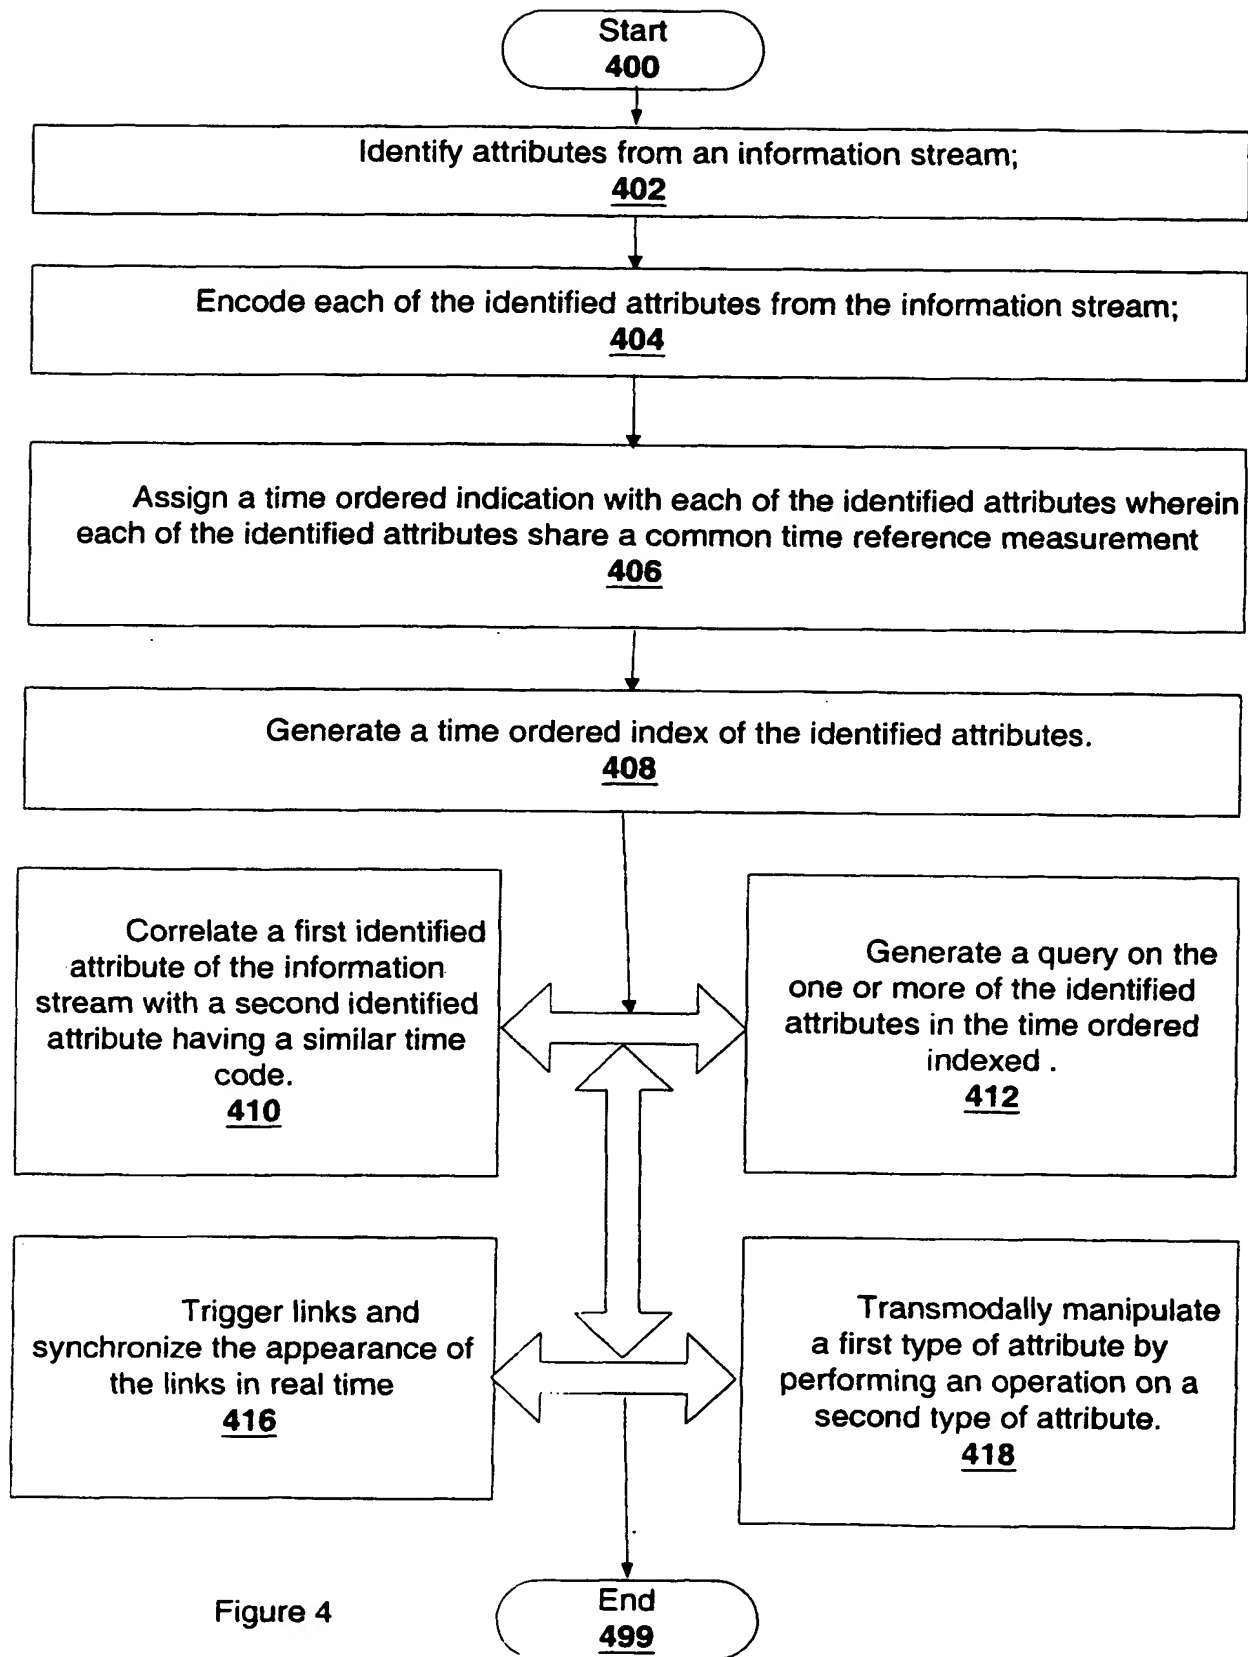 Start
400
Identify attributes from an information stream;
402
Encode each of the identified attributes from the information stream;
404
Assign a time ordered indication with each of the identified attributes wherein
each of the identified attributes share a common time reference measurement
406
Generate a time ordered index of the identified attributes.
408
Correlate a first identified
attribute of the information
stream with a second identified
attribute having a similar time
code.
410
Generate a query on the
one or more of the identified
attributes in the time ordered
indexed .
412
Trigger links and
synchronize the appearance of
the links in real time
416
Transmodally manipulate
a first type of attribute by
performing an operation on a
second type of attribute.
418
End
499
Figure 4